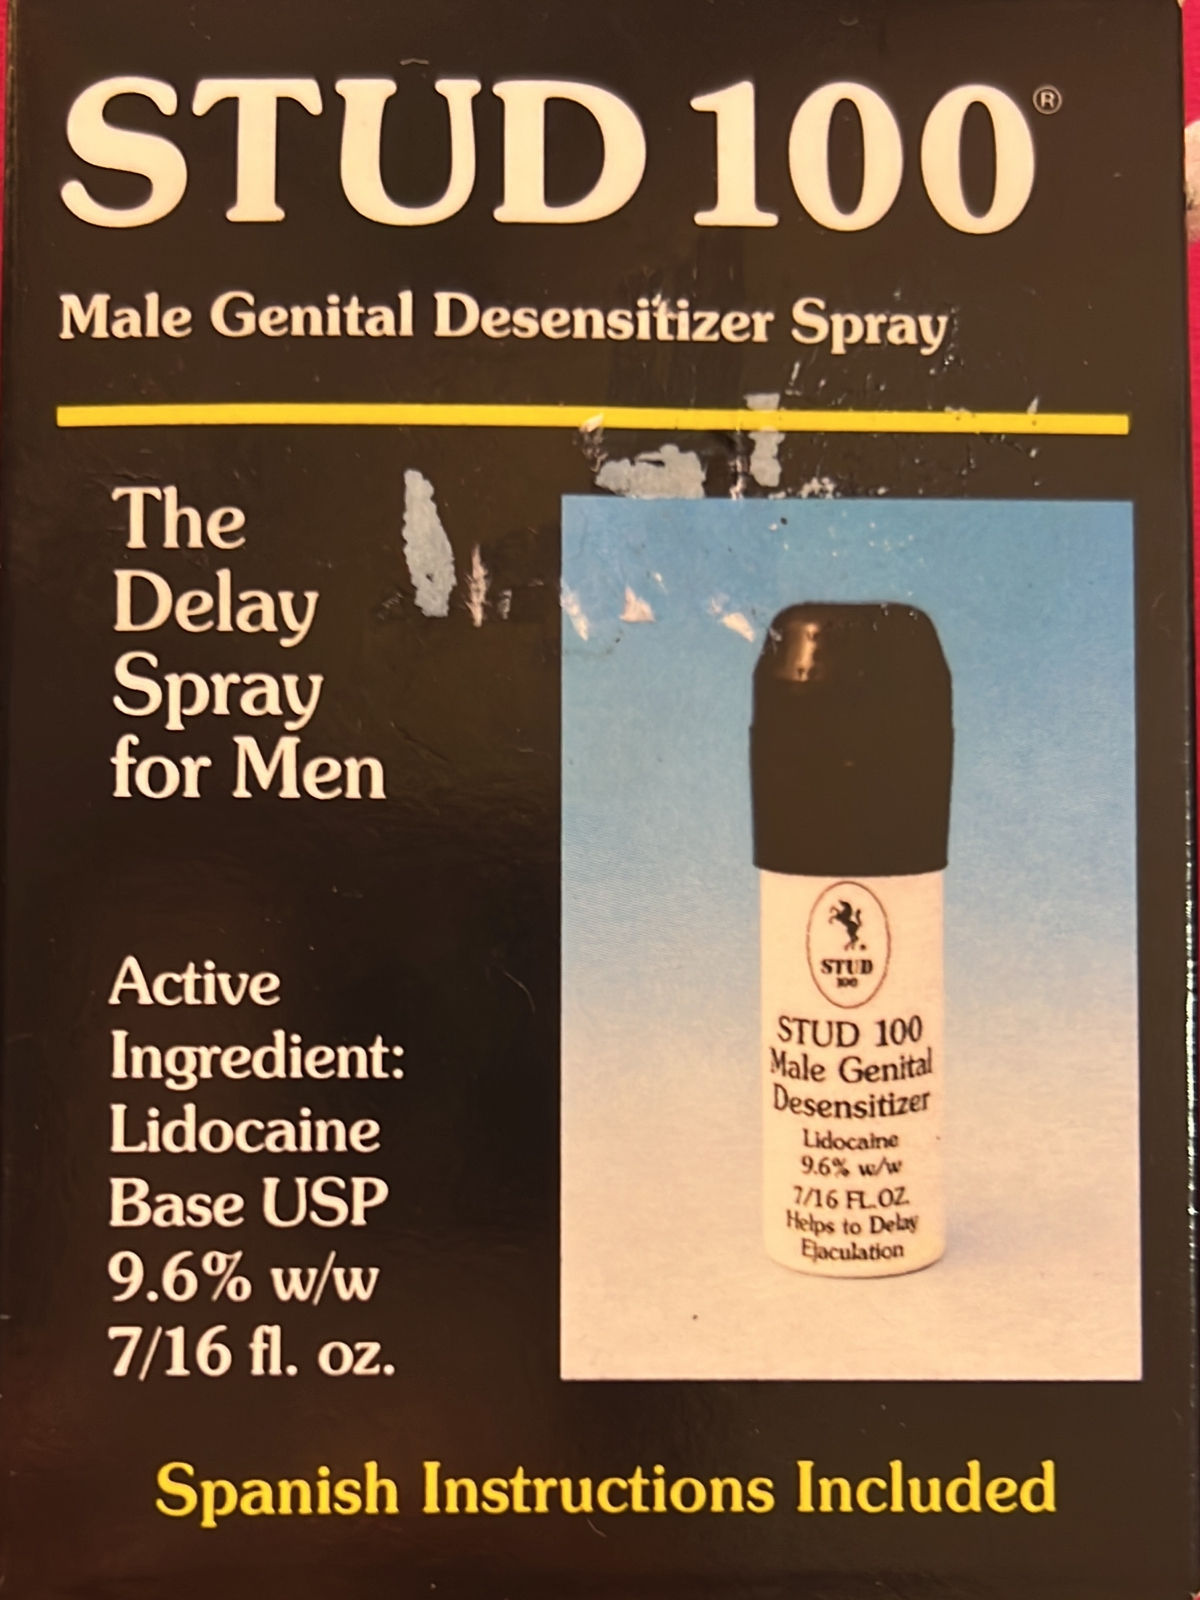 STUD 100®
Male Genital Desensitizer Spray
The
Delay
Spray
for Men
Active
Ingredient:
Lidocaine
Base USP
9.6% w/w
7/16 fl. oz.
STUD
100
STUD 100
Male Genital
Desensitizer
Lidocaine
9.6% w/w
7/16 FL.OZ.
Helps to Delay
Ejaculation
Spanish Instructions Included